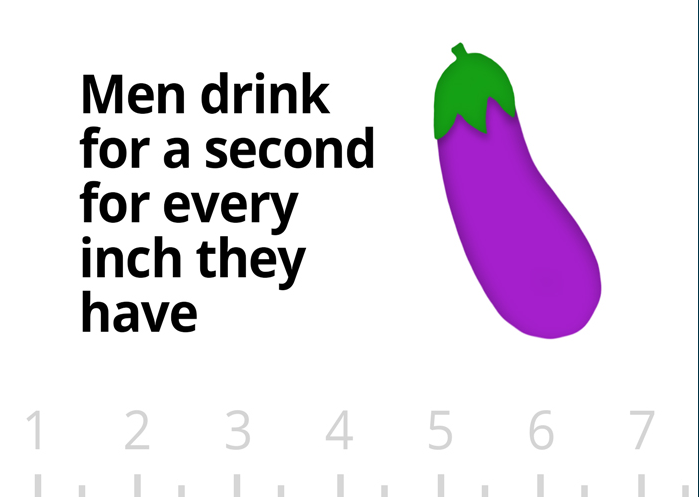 Men drink
for a second
for every
inch they
have
1 2 3 4 5 6 7